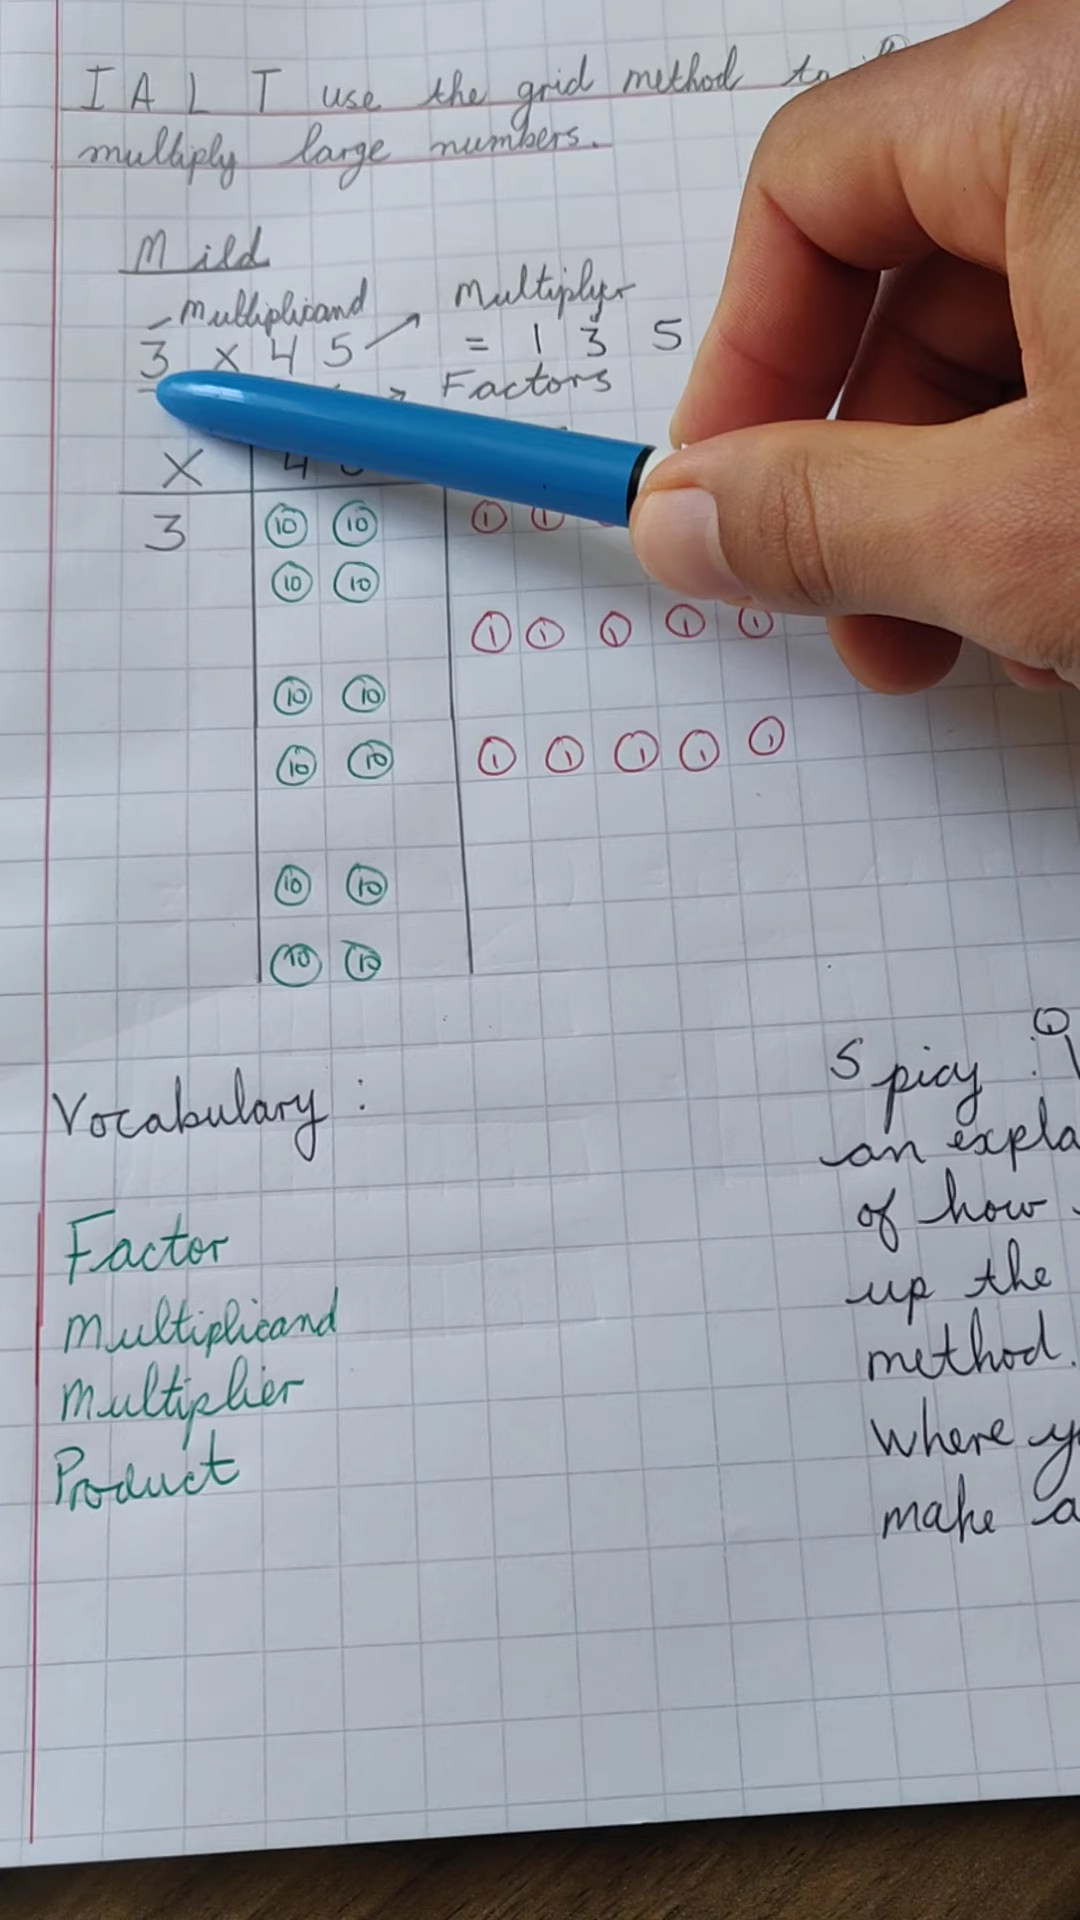 I A L T use the grid method to
multiply large numbers.
Mild
Multiplicand Multiplyer
3 x 4 5 = 1 3 5
Factors
X 4
3 10 10 1 1
10 10
1 1 1 1 1
10 10
10 10 1 1 1 1 1
10 10
10 10
Vocabulary :
Factor
Multiplicand
Multiplier
Product
Spicy :
an expla
of how
up the
method.
where y
make a